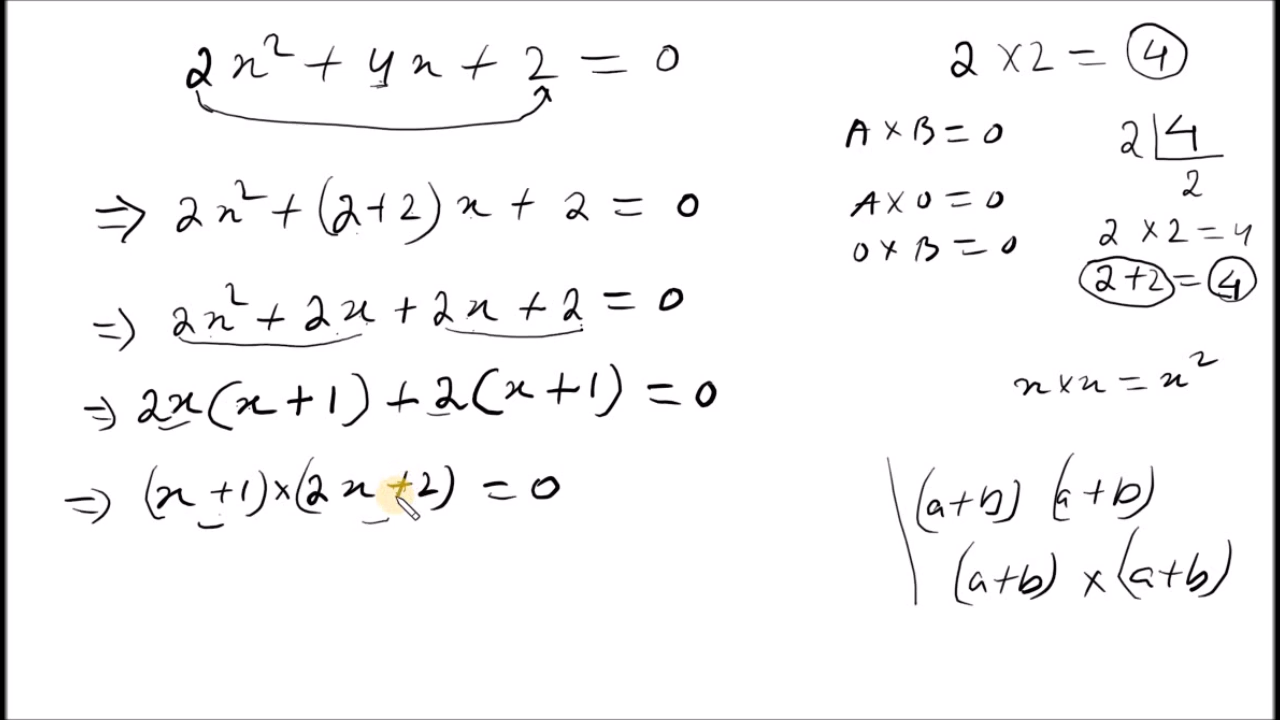 2x² + 4x + 2 = 0
⇒ 2x² + (2+2)x + 2 = 0
⇒ 2x² + 2x + 2x + 2 = 0
⇒ 2x(x+1) + 2(x+1) = 0
⇒ (x+1)×(2x+2) = 0
2 × 2 = 4
A × B = 0
A × 0 = 0
0 × B = 0
2 | 4
2
2 × 2 = 4
2+2 = 4
x × x = x²
(a+b) (a+b)
(a+b) × (a+b)